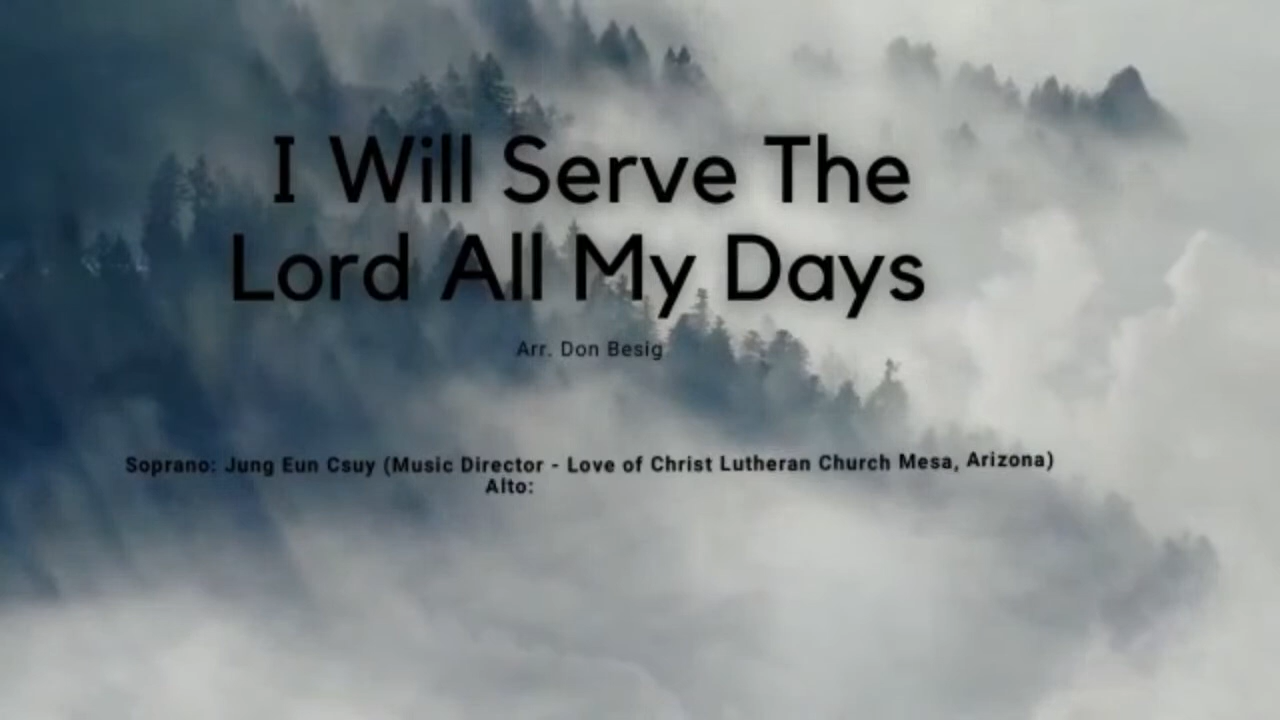 I Will Serve The
Lord All My Days
Arr. Don Besig
Soprano: Jung Eun Csuy (Music Director - Love of Christ Lutheran Church Mesa, Arizona)
Alto: